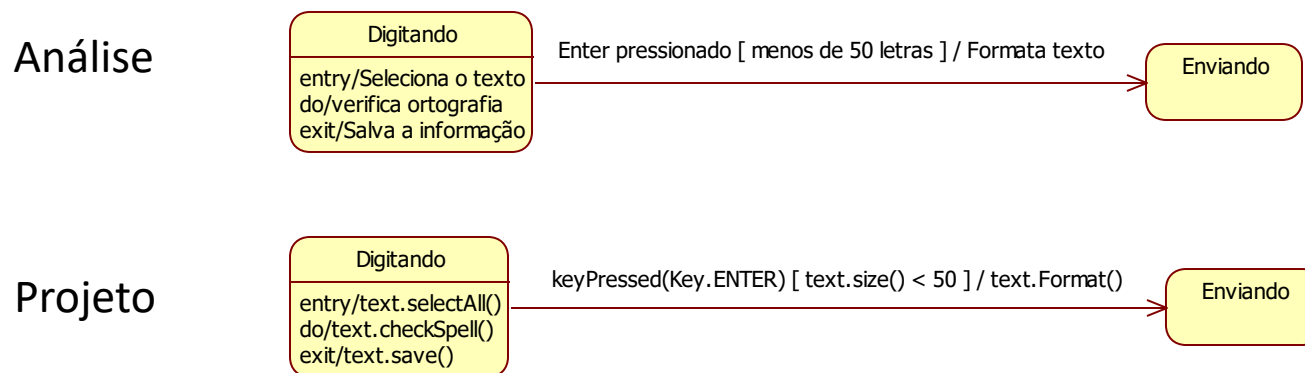 Análise
Digitando
entry/Seleciona o texto
do/verifica ortografia
exit/Salva a informação
Enter pressionado [ menos de 50 letras ] / Formata texto
Enviando
Projeto
Digitando
entry/text.selectAll()
do/text.checkSpell()
exit/text.save()
keyPressed(Key.ENTER) [ text.size() < 50 ] / text.Format()
Enviando